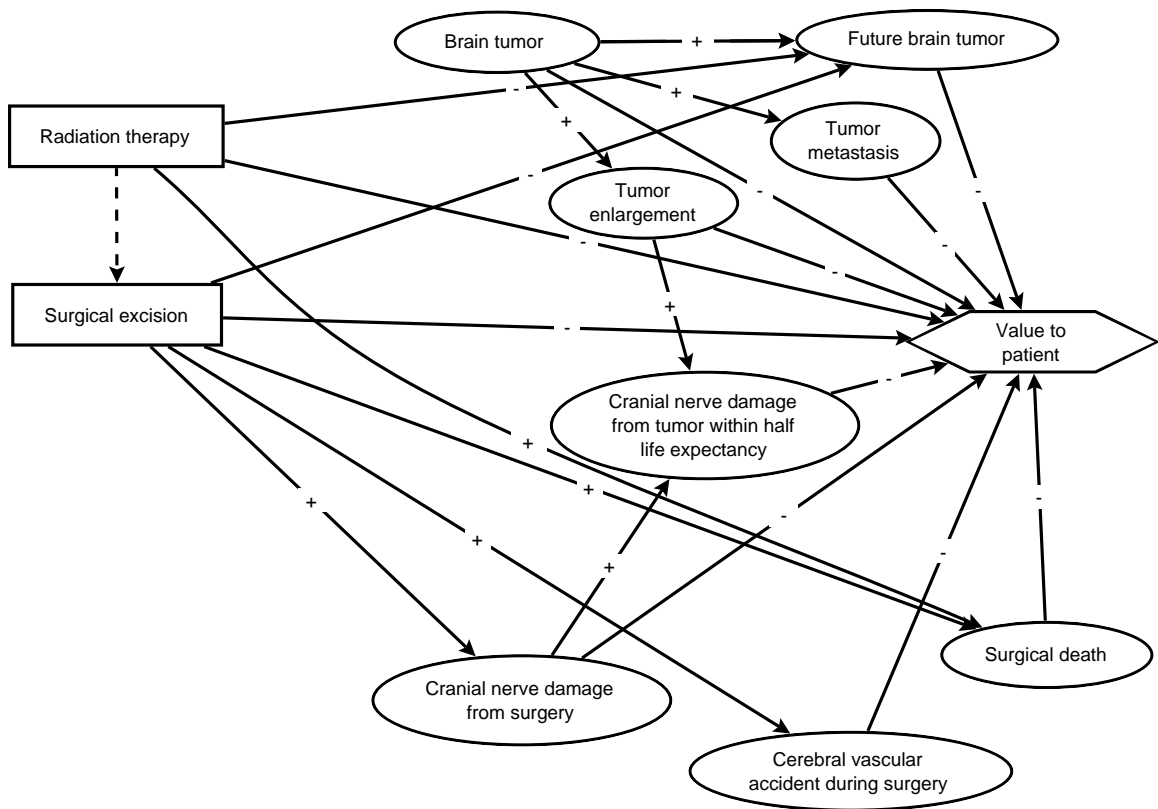 Brain tumor
+
Future brain tumor
-
+
Radiation therapy
+
Tumor
metastasis
-
-
Tumor
enlargement
-
-
-
-
-
Surgical excision
-
+
Value to
patient
-
Cranial nerve damage
from tumor within half
life expectancy
+
+
+
-
-
+
+
-
Cranial nerve damage
from surgery
Surgical death
Cerebral vascular
accident during surgery